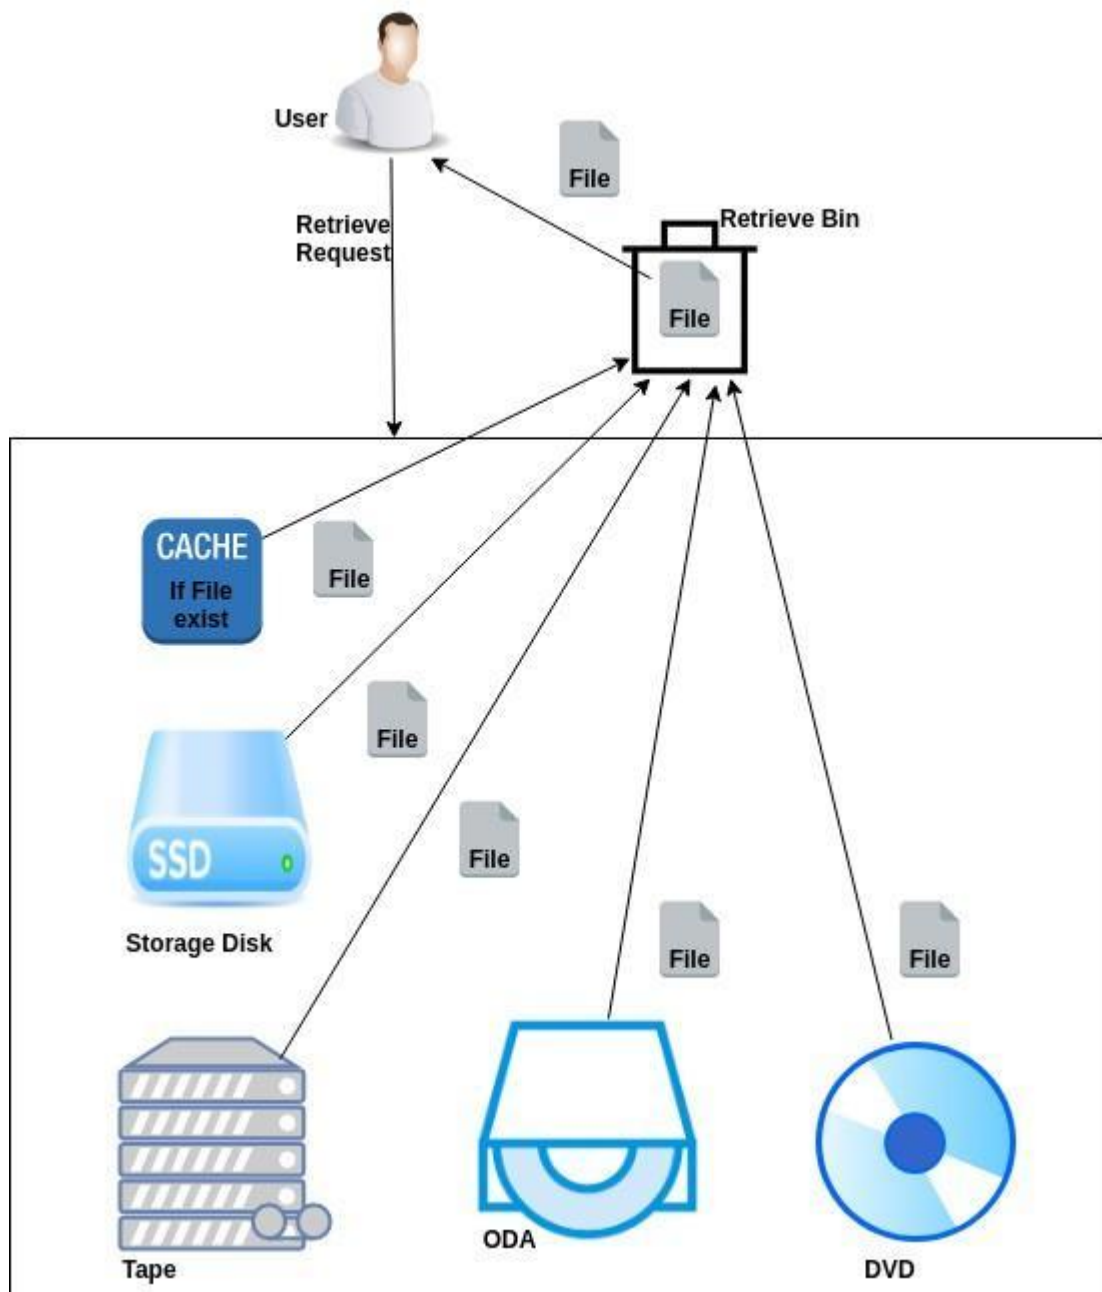 User
File
Retrieve Bin
Retrieve
Request
File
CACHE
If File
exist
File
File
SSD
File
Storage Disk
File
File
Tape
ODA
DVD